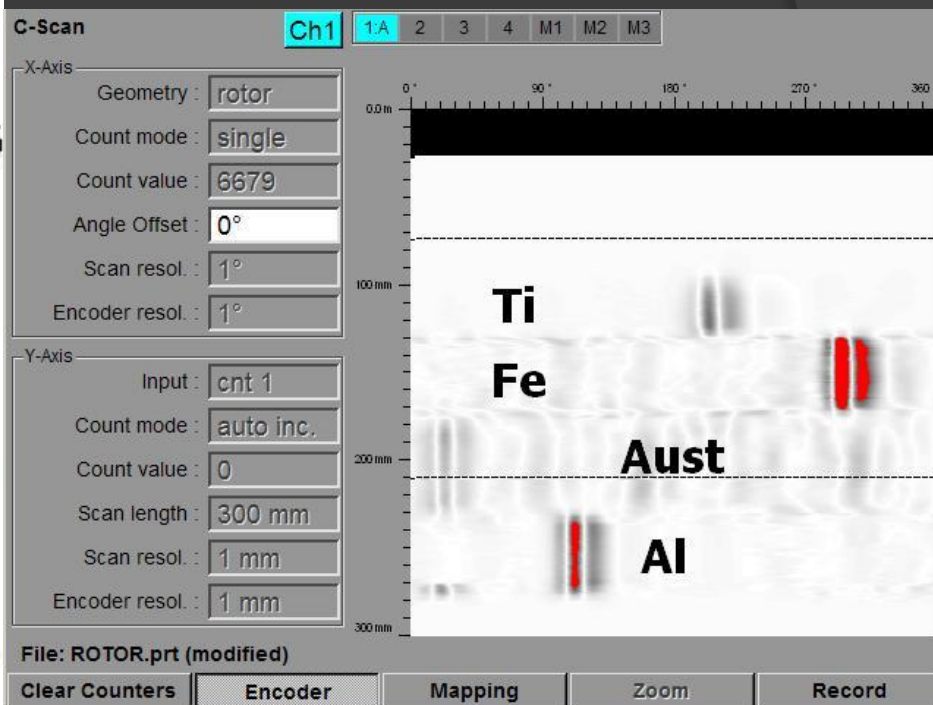 C-Scan
Ch1 1:A 2 3 4 M1 M2 M3
X-Axis
Geometry : rotor
Count mode : single
Count value : 6679
Angle Offset : 0°
Scan resol. : 1°
Encoder resol. : 1°
Y-Axis
Input : cnt 1
Count mode : auto inc.
Count value : 0
Scan length : 300 mm
Scan resol. : 1 mm
Encoder resol. : 1 mm
0° 90° 180° 270° 360
0.0 m
100 mm
200 mm
300 mm
Ti
Fe
Aust
Al
File: ROTOR.prt (modified)
Clear Counters Encoder Mapping Zoom Record